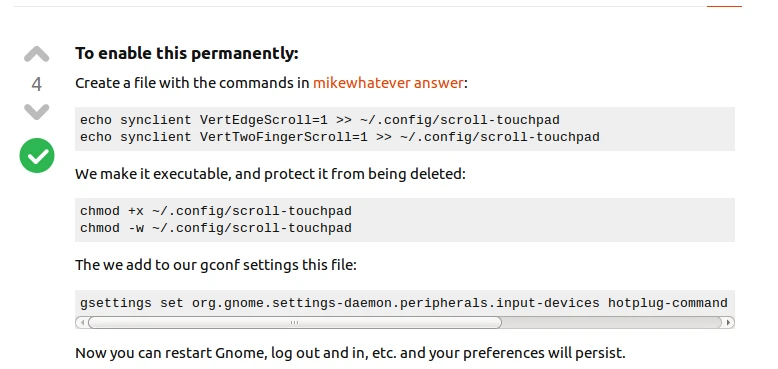 To enable this permanently:
4
Create a file with the commands in mikewhatever answer:
echo synclient VertEdgeScroll=1 >> ~/.config/scroll-touchpad
echo synclient VertTwoFingerScroll=1 >> ~/.config/scroll-touchpad
We make it executable, and protect it from being deleted:
chmod +x ~/.config/scroll-touchpad
chmod -w ~/.config/scroll-touchpad
The we add to our gconf settings this file:
gsettings set org.gnome.settings-daemon.peripherals.input-devices hotplug-command
Now you can restart Gnome, log out and in, etc. and your preferences will persist.